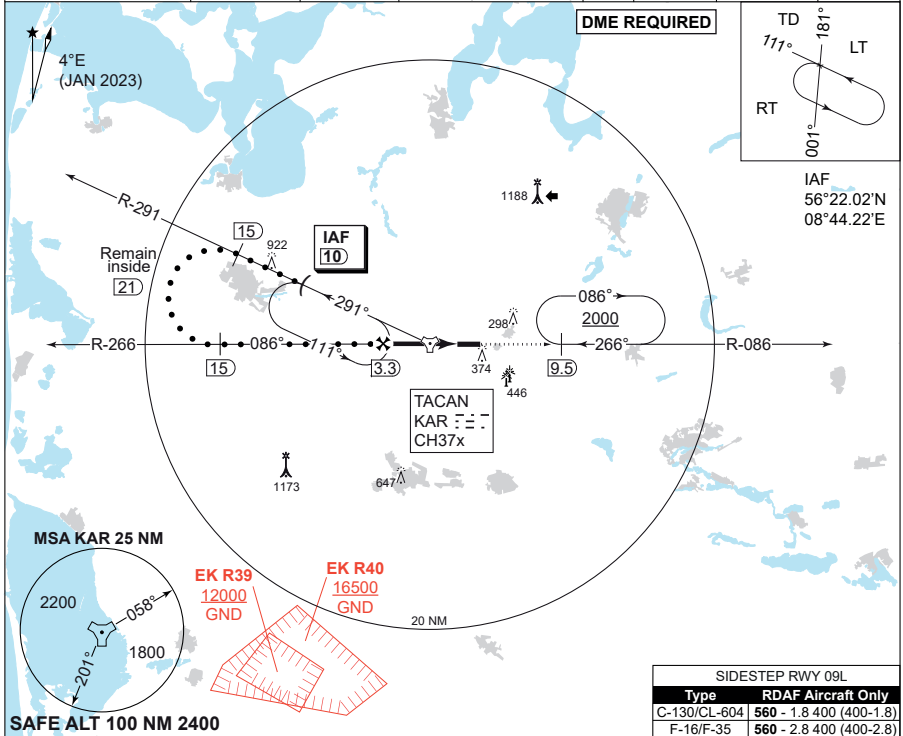 DME REQUIRED
4°E
(JAN 2023)
TD
181°
111°
LT
RT
001°
IAF
56°22.02'N
08°44.22'E
1188
R-291
15
922
IAF
10
Remain
inside
21
291°
086°
2000
298
R-266
086°
111°
266°
R-086
15
3.3
374
9.5
446
TACAN
KAR
CH37x
1173
647
MSA KAR 25 NM
2200
058°
1800
201°
SAFE ALT 100 NM 2400
EK R39
12000
GND
EK R40
16500
GND
20 NM
SIDESTEP RWY 09L
Type RDAF Aircraft Only
C-130/CL-604 560 - 1.8 400 (400-1.8)
F-16/F-35 560 - 2.8 400 (400-2.8)